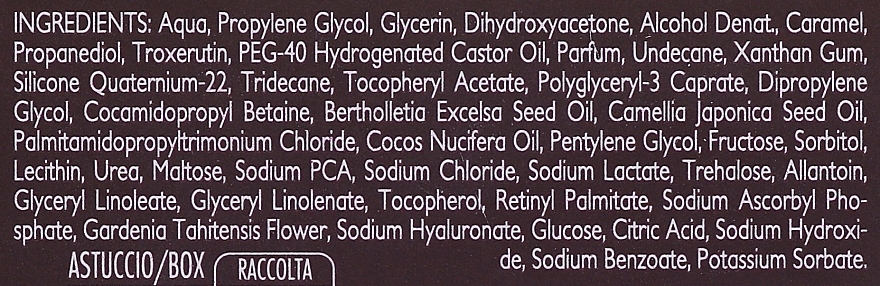 INGREDIENTS: Aqua, Propylene Glycol, Glycerin, Dihydroxyacetone, Alcohol Denat., Caramel,
Propanediol, Troxerutin, PEG-40 Hydrogenated Castor Oil, Parfum, Undecane, Xanthan Gum,
Silicone Quaternium-22, Tridecane, Tocopheryl Acetate, Polyglyceryl-3 Caprate, Dipropylene
Glycol, Cocamidopropyl Betaine, Bertholletia Excelsa Seed Oil, Camellia Japonica Seed Oil,
Palmitamidopropyltrimonium Chloride, Cocos Nucifera Oil, Pentylene Glycol, Fructose, Sorbitol,
Lecithin, Urea, Maltose, Sodium PCA, Sodium Chloride, Sodium Lactate, Trehalose, Allantoin,
Glyceryl Linoleate, Glyceryl Linolenate, Tocopherol, Retinyl Palmitate, Sodium Ascorbyl Pho-
sphate, Gardenia Tahitensis Flower, Sodium Hyaluronate, Glucose, Citric Acid, Sodium Hydroxi-
de, Sodium Benzoate, Potassium Sorbate.
ASTUCCIO/BOX RACCOLTA